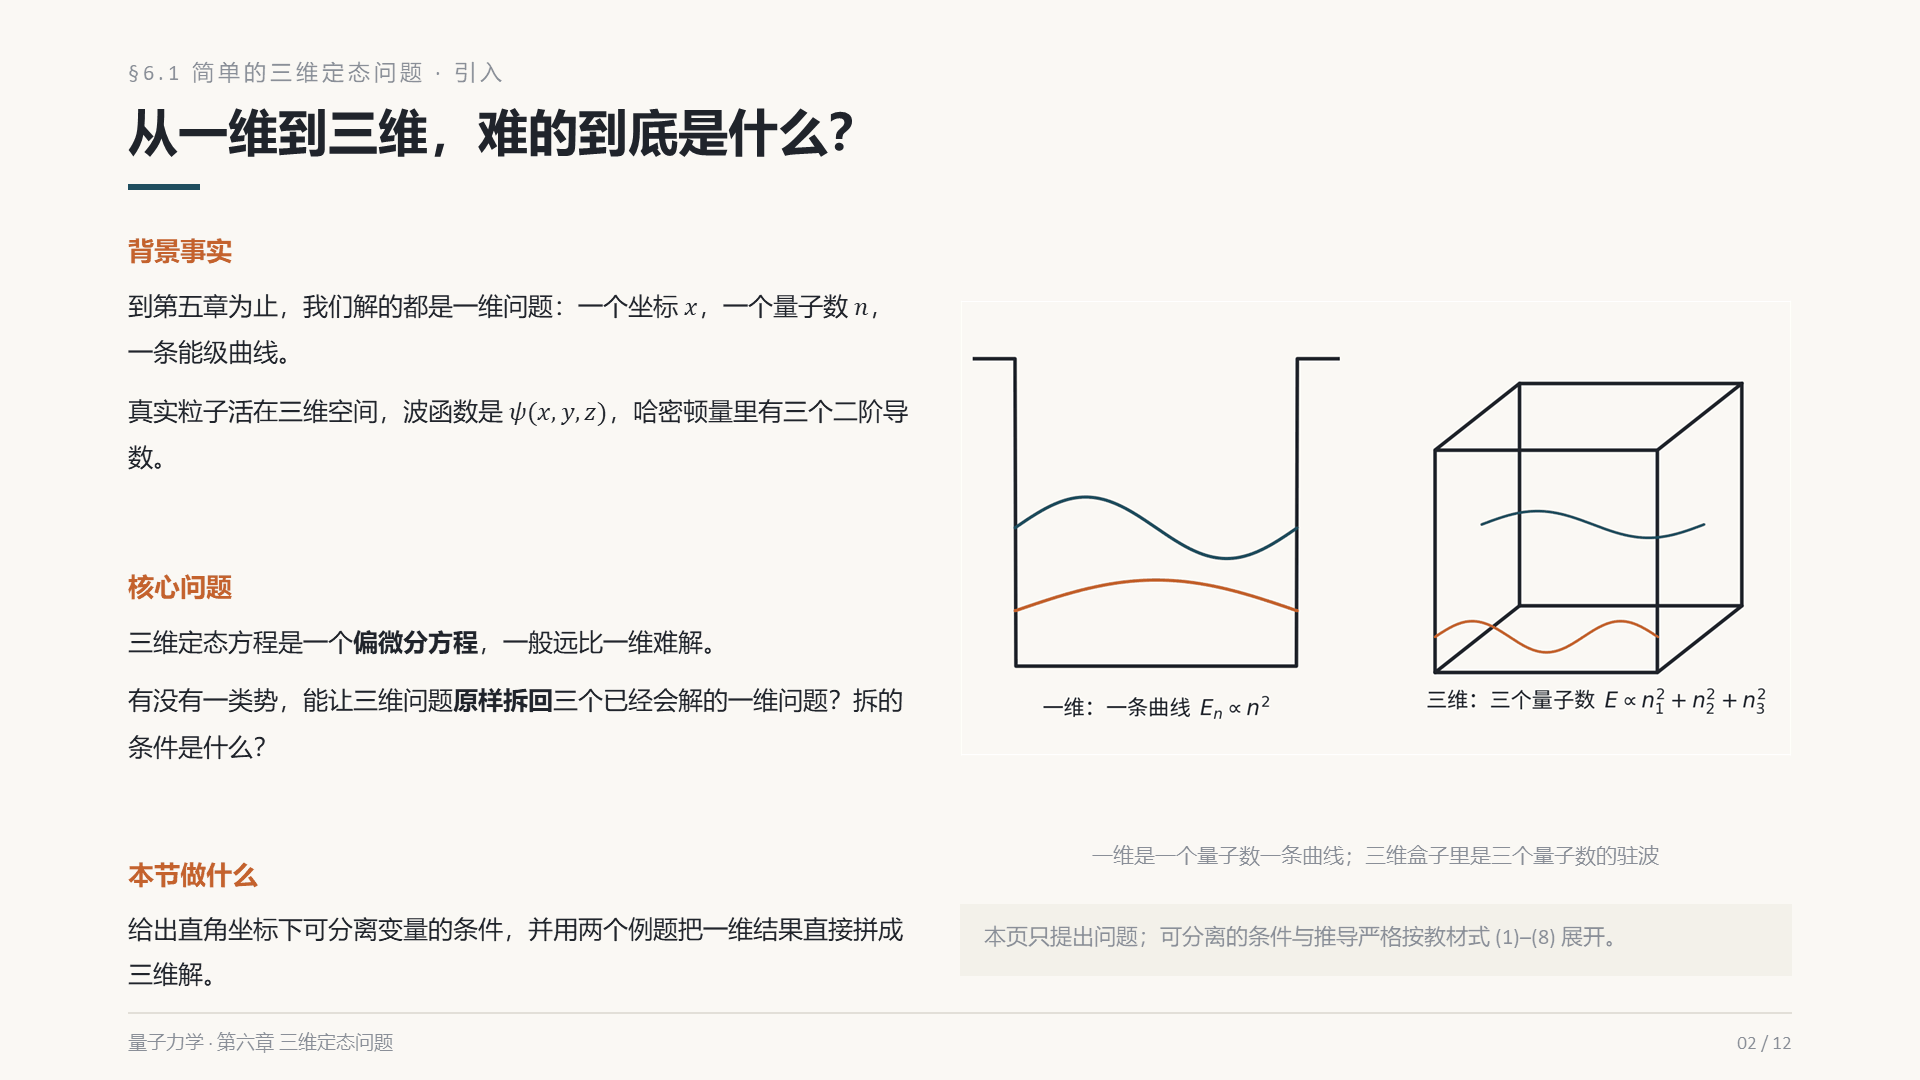 §6.1 简单的三维定态问题 · 引入
从一维到三维，难的到底是什么？
背景事实
到第五章为止，我们解的都是一维问题：一个坐标 x，一个量子数 n，
一条能级曲线。
真实粒子活在三维空间，波函数是 ψ(x, y, z)，哈密顿量里有三个二阶导
数。
核心问题
三维定态方程是一个偏微分方程，一般远比一维难解。
有没有一类势，能让三维问题原样拆回三个已经会解的一维问题？拆的
条件是什么？
本节做什么
给出直角坐标下可分离变量的条件，并用两个例题把一维结果直接拼成
三维解。
一维：一条曲线 Eₙ ∝ n²
三维：三个量子数 E ∝ n₁² + n₂² + n₃²
一维是一个量子数一条曲线；三维盒子里是三个量子数的驻波
本页只提出问题；可分离的条件与推导严格按教材式 (1)–(8) 展开。
量子力学 · 第六章 三维定态问题
02 / 12